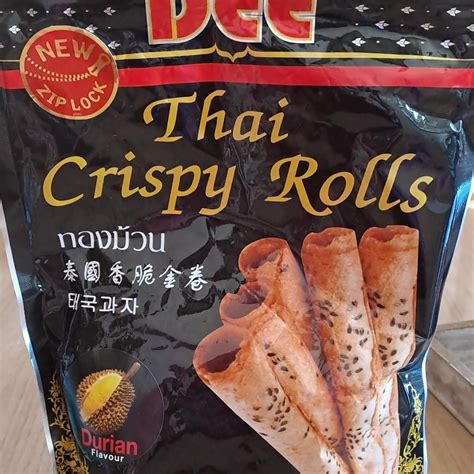 DEE
NEW
ZIP LOCK
Thai
Crispy Rolls
ทองม้วน
泰國香脆金卷
태국과자
Durian
Flavour